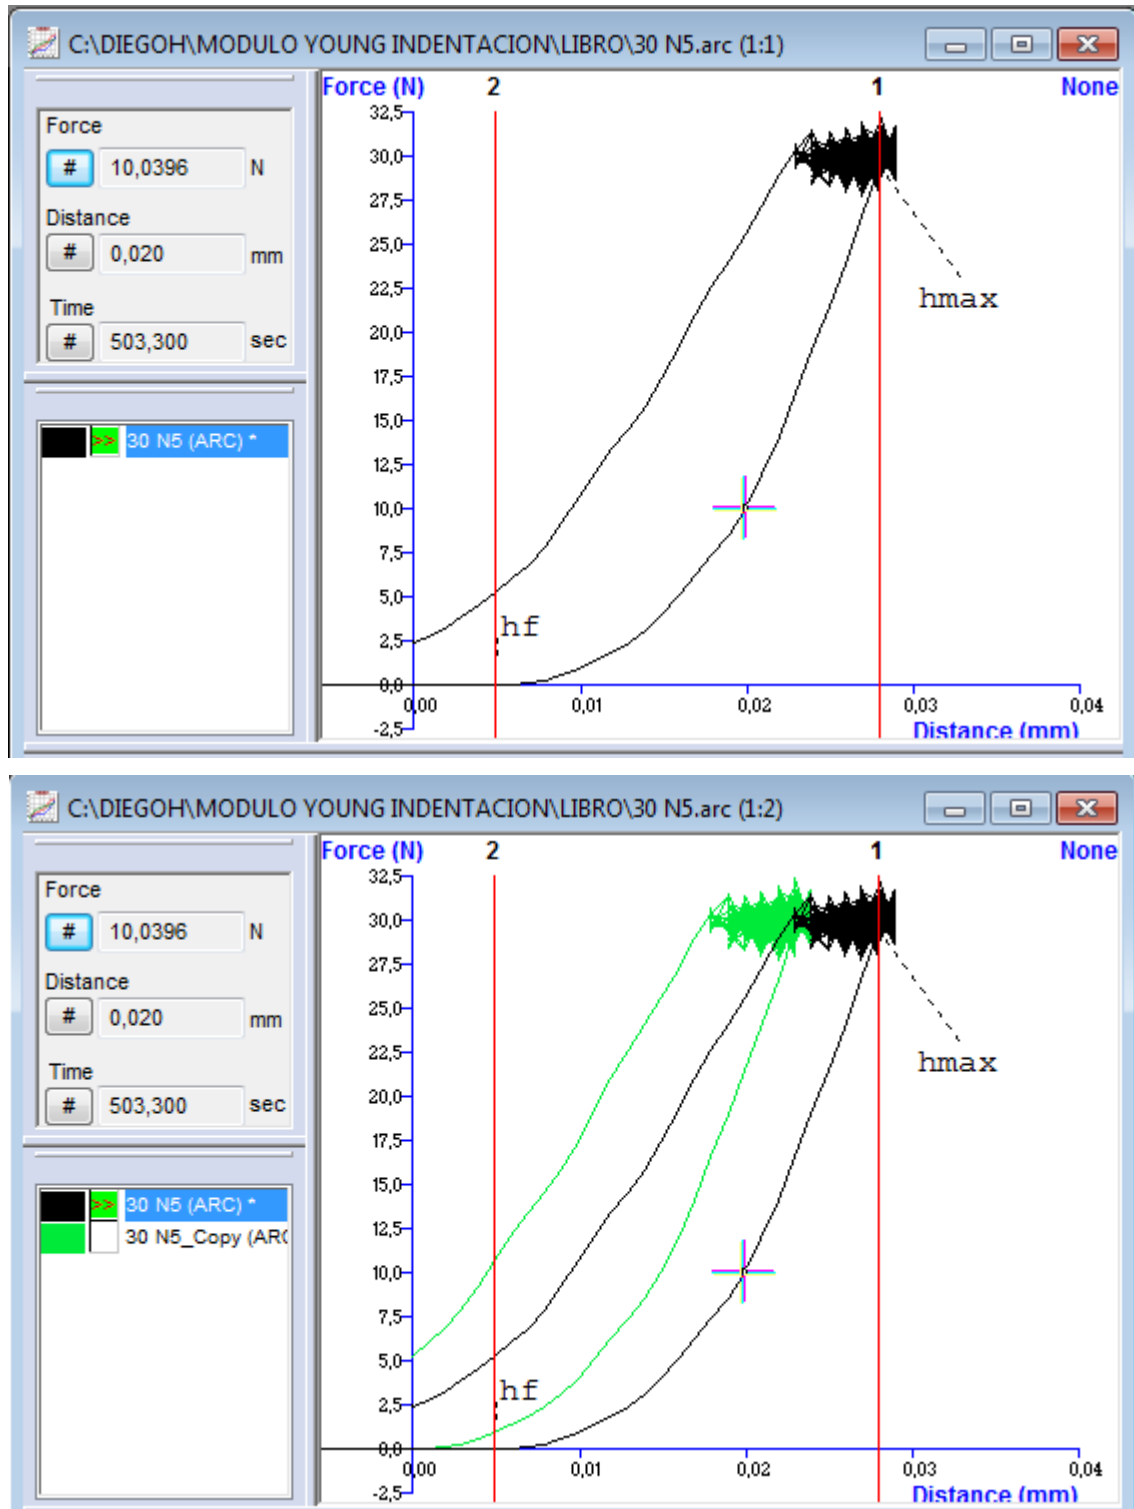 C:\DIEGOH\MODULO YOUNG INDENTACION\LIBRO\30 N5.arc (1:1)
Force (N) 2 1 None
Force
# 10,0396 N
Distance
# 0,020 mm
Time
# 503,300 sec
>> 30 N5 (ARC) *
32,5
30,0
27,5
25,0
22,5
20,0
17,5
15,0
12,5
10,0
7,5
5,0
2,5
0,0
-2,5
hmax
hf
0,00 0,01 0,02 0,03 0,04
Distance (mm)
C:\DIEGOH\MODULO YOUNG INDENTACION\LIBRO\30 N5.arc (1:2)
Force (N) 2 1 None
Force
# 10,0396 N
Distance
# 0,020 mm
Time
# 503,300 sec
>> 30 N5 (ARC) *
30 N5_Copy (ARC
32,5
30,0
27,5
25,0
22,5
20,0
17,5
15,0
12,5
10,0
7,5
5,0
2,5
0,0
-2,5
hmax
hf
0,00 0,01 0,02 0,03 0,04
Distance (mm)